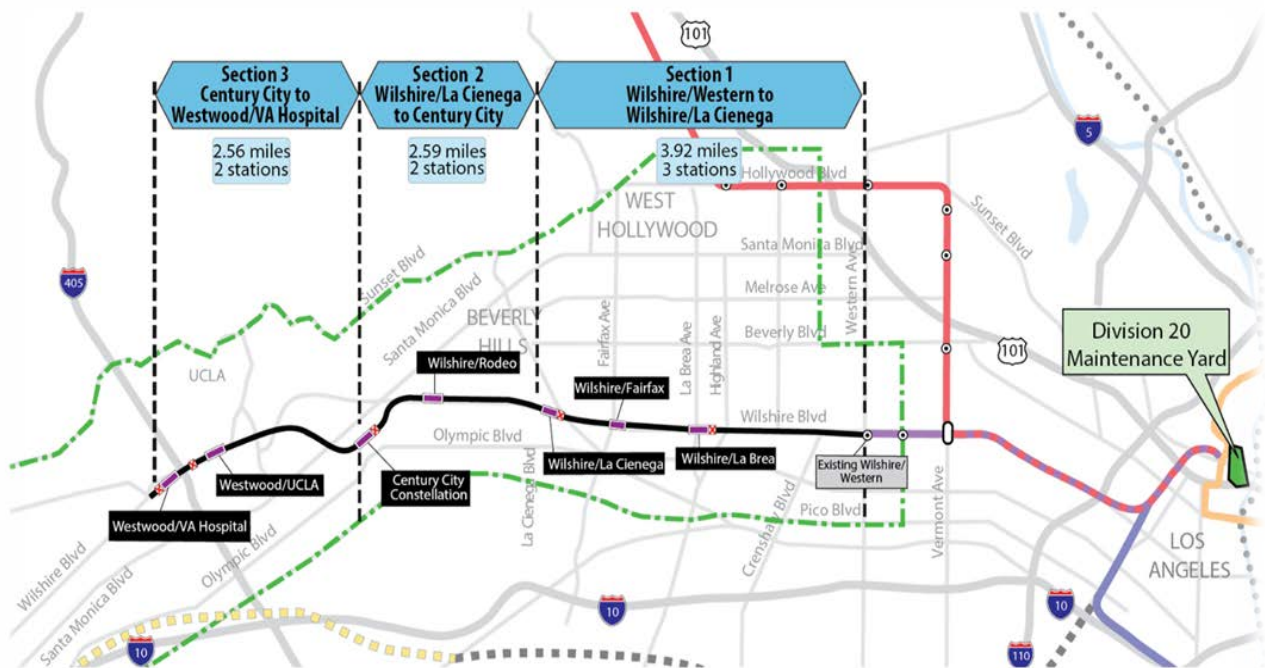 101
Section 3
Century City to
Westwood/VA Hospital
Section 2
Wilshire/La Cienega
to Century City
Section 1
Wilshire/Western to
Wilshire/La Cienega
2.56 miles
2 stations
2.59 miles
2 stations
3.92 miles
3 stations
5
Hollywood Blvd
WEST
HOLLYWOOD
Sunset Blvd
Santa Monica Blvd
Western Ave
405
Sunset Blvd
Santa Monica Blvd
Melrose Ave
BEVERLY
HILLS
Fairfax Ave
La Brea Ave
Highland Ave
Beverly Blvd
101
Division 20
Maintenance Yard
UCLA
Wilshire/Rodeo
Wilshire/Fairfax
Wilshire Blvd
Olympic Blvd
Wilshire/La Cienega
Wilshire/La Brea
Existing Wilshire/
Western
Westwood/UCLA
Century City
Constellation
La Cienega Blvd
Crenshaw Blvd
Vermont Ave
Pico Blvd
Westwood/VA Hospital
Olympic Blvd
LOS
ANGELES
Wilshire Blvd
Santa Monica Blvd
10
10
10
110